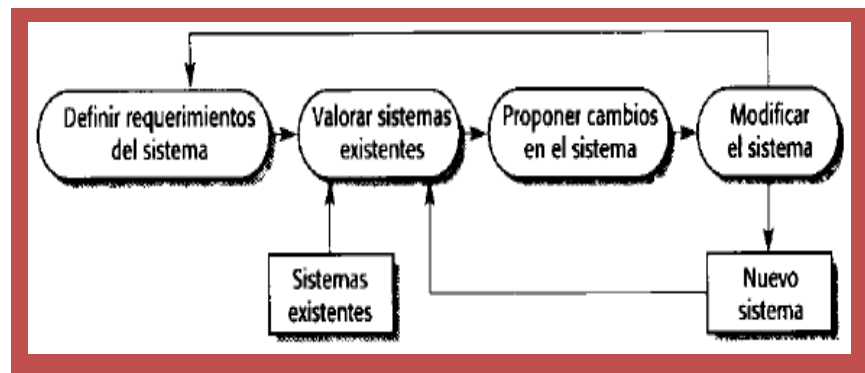 Definir requerimientos
del sistema
Valorar sistemas
existentes
Proponer cambios
en el sistema
Modificar
el sistema
Sistemas
existentes
Nuevo
sistema